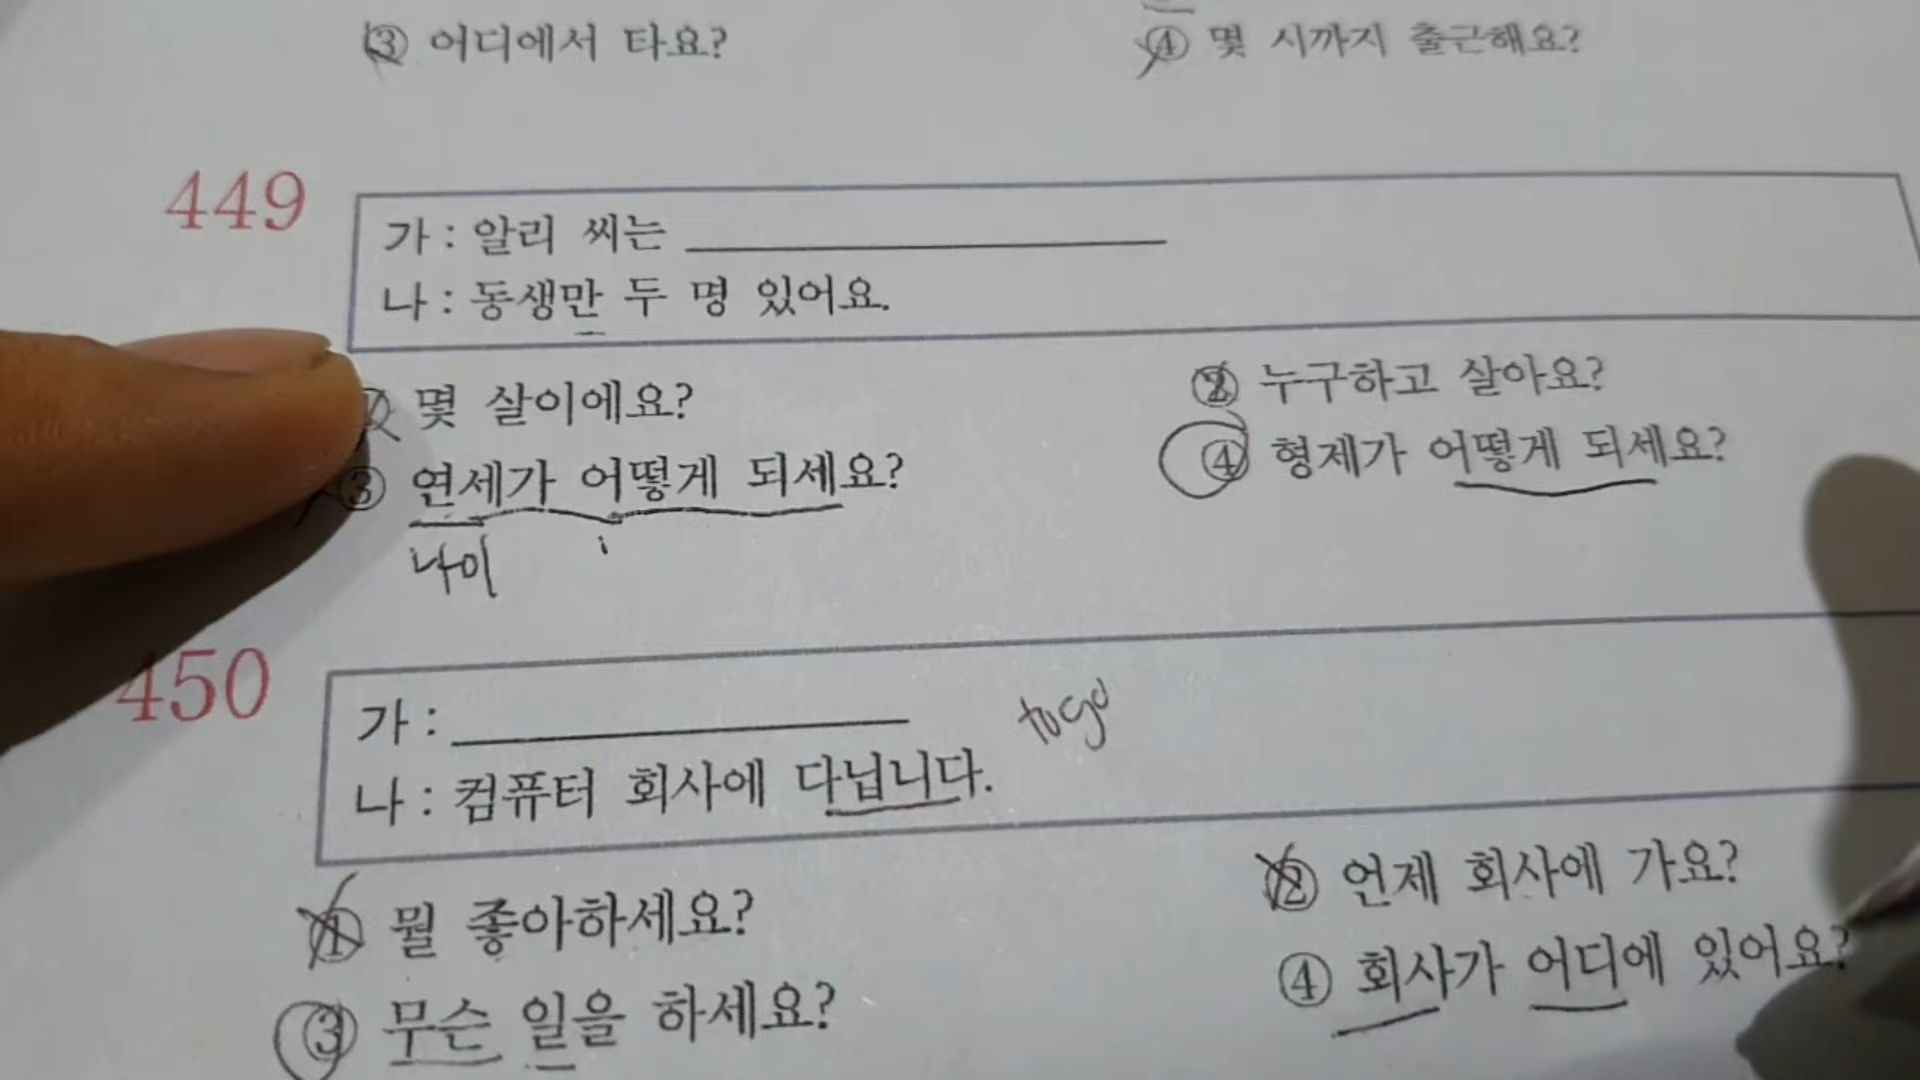 ③ 어디에서 타요?
④ 몇 시까지 출근해요?
449
가 : 알리 씨는
나 : 동생만 두 명 있어요.
① 몇 살이에요?
② 누구하고 살아요?
③ 연세가 어떻게 되세요?
④ 형제가 어떻게 되세요?
나이
450
가 :
to go
나 : 컴퓨터 회사에 다닙니다.
① 뭘 좋아하세요?
② 언제 회사에 가요?
③ 무슨 일을 하세요?
④ 회사가 어디에 있어요?